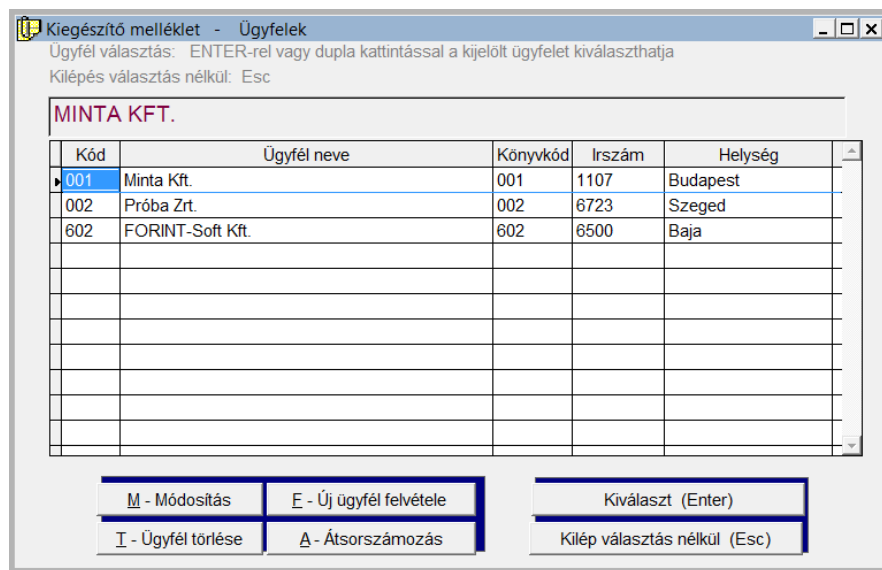 Kiegészítő melléklet - Ügyfelek
Ügyfél választás: ENTER-rel vagy dupla kattintással a kijelölt ügyfelet kiválaszthatja
Kilépés választás nélkül: Esc
MINTA KFT.
Kód Ügyfél neve Könyvkód Irszám Helység
001 Minta Kft. 001 1107 Budapest
002 Próba Zrt. 002 6723 Szeged
602 FORINT-Soft Kft. 602 6500 Baja
M - Módosítás F - Új ügyfél felvétele Kiválaszt (Enter)
T - Ügyfél törlése A - Átsorszámozás Kilép választás nélkül (Esc)